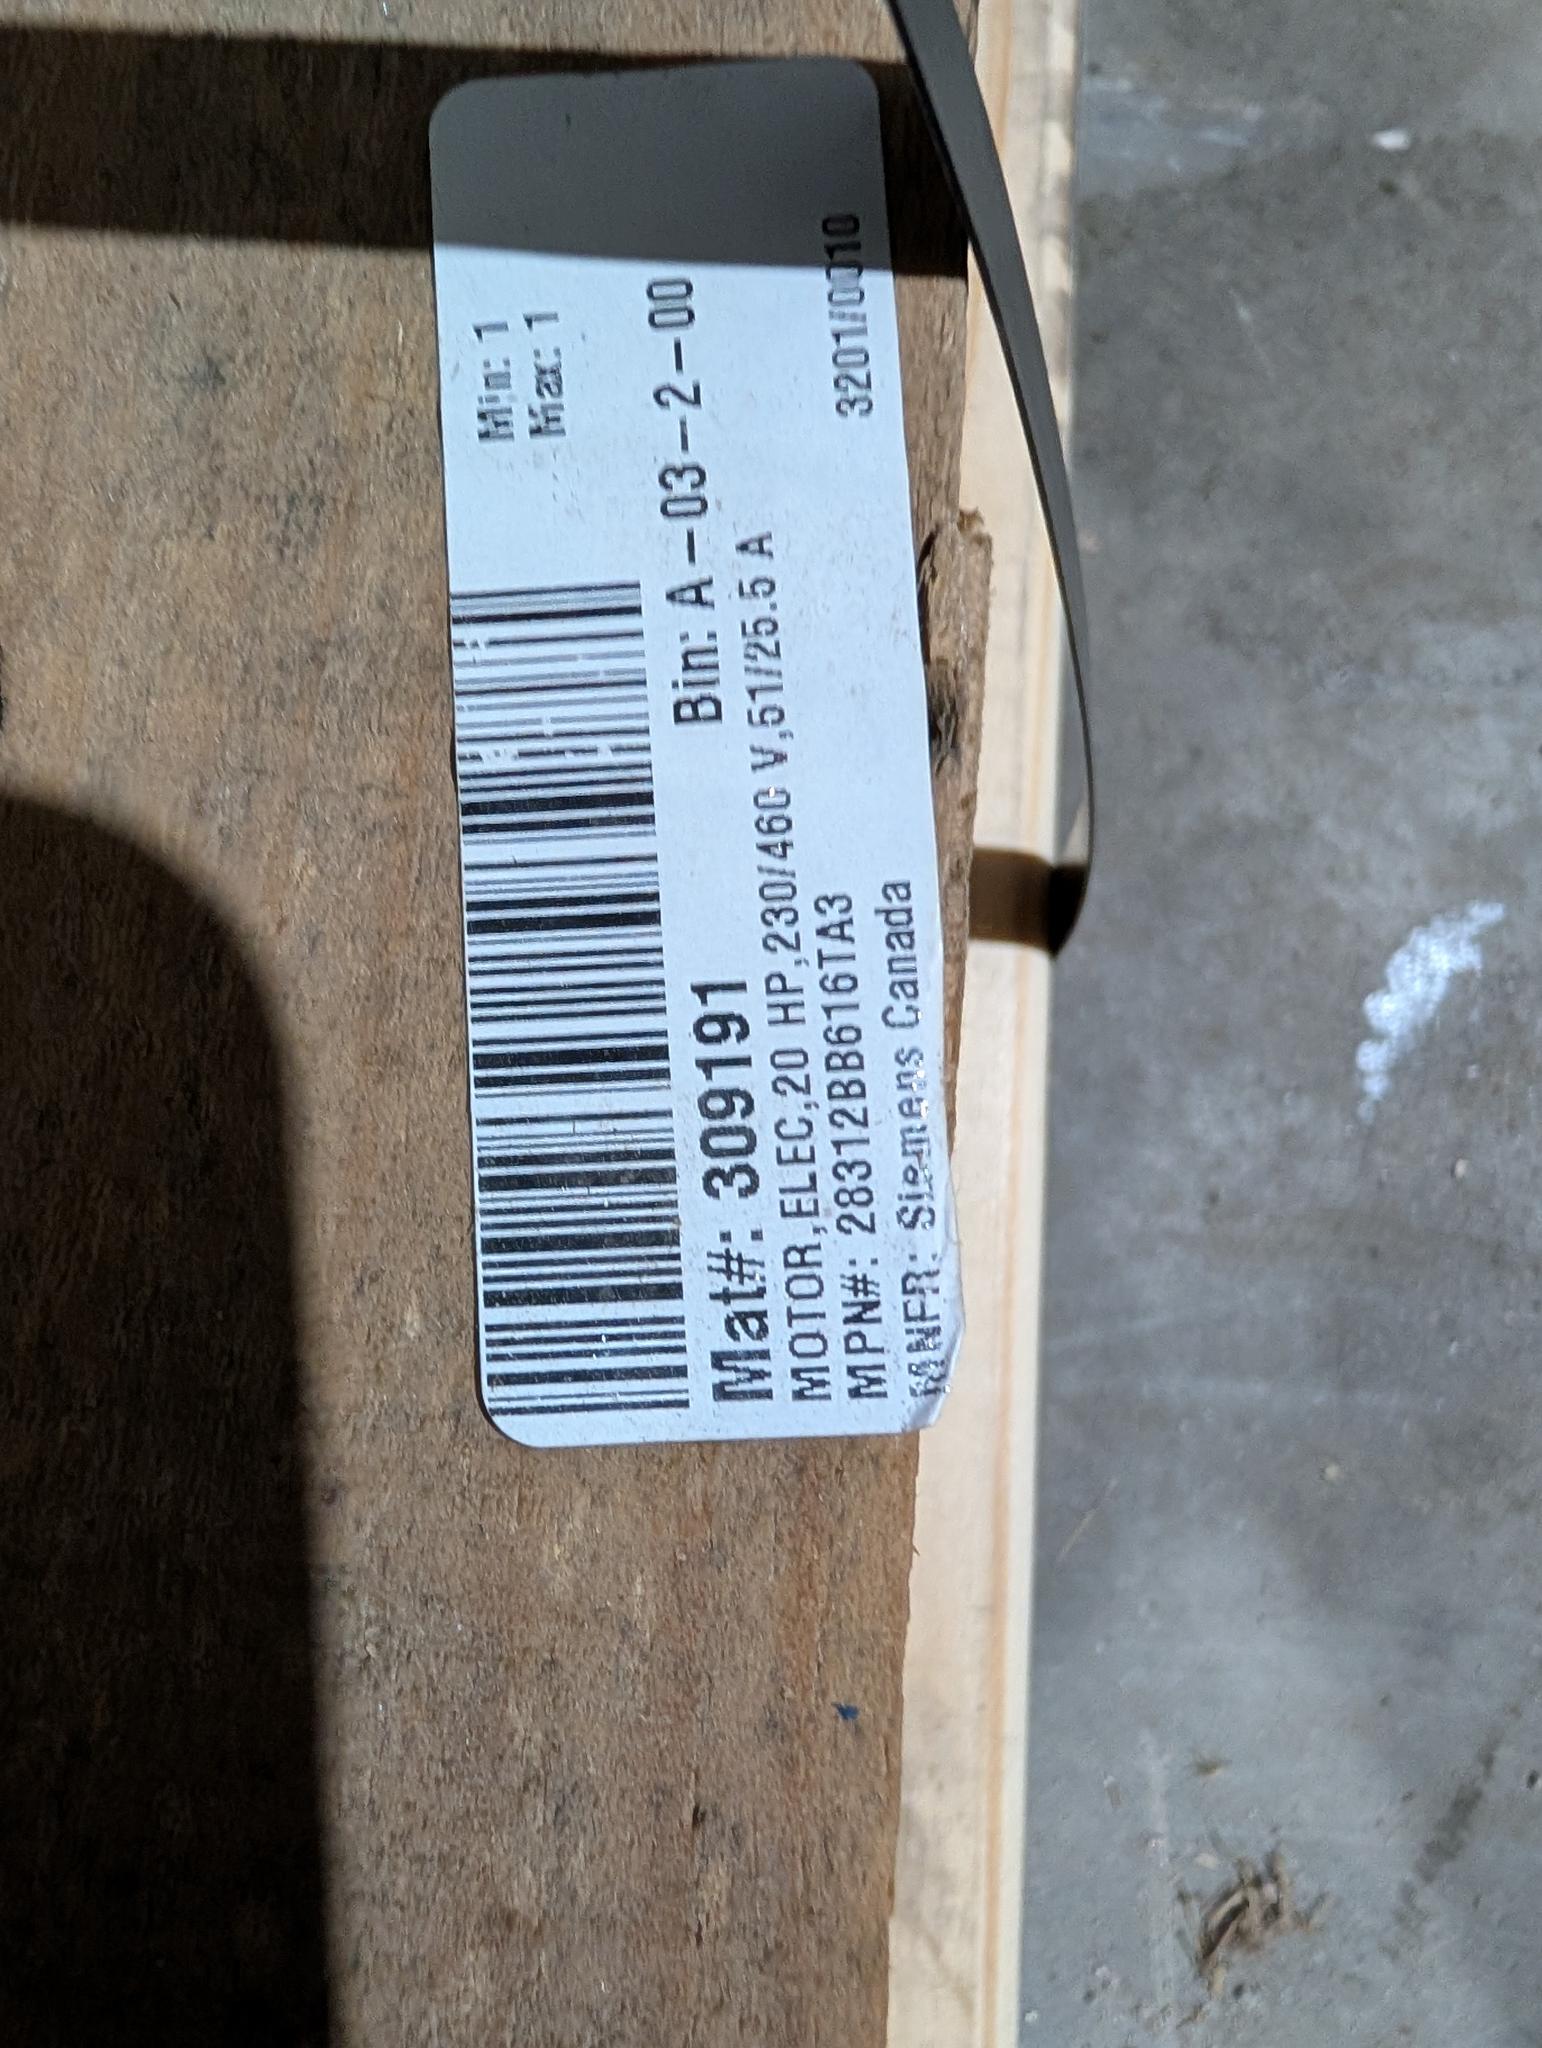 Min: 1
Max: 1
Bin: A-03-2-00
Mat#: 309191
MOTOR,ELEC,20 HP,230/460 V,51/25.5 A
MPN#: 28312BB616TA3
MNFR: Siemens Canada
3201/0010